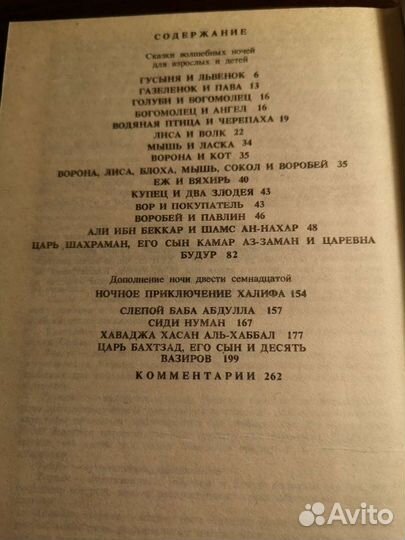 СОДЕРЖАНИЕ
Сказки волшебных ночей
для взрослых и детей
ГУСЫНЯ И ЛЬВЕНОК 6
ГАЗЕЛЕНОК И ПАВА 13
ГОЛУБИ И БОГОМОЛЕЦ 16
БОГОМОЛЕЦ И АНГЕЛ 16
ВОДЯНАЯ ПТИЦА И ЧЕРЕПАХА 19
ЛИСА И ВОЛК 22
МЫШЬ И ЛАСКА 34
ВОРОНА И КОТ 35
ВОРОНА, ЛИСА, БЛОХА, МЫШЬ, СОКОЛ И ВОРОБЕЙ 35
ЕЖ И ВЯХИРЬ 40
КУПЕЦ И ДВА ЗЛОДЕЯ 43
ВОР И ПОКУПАТЕЛЬ 43
ВОРОБЕЙ И ПАВЛИН 46
АЛИ ИБН БЕККАР И ШАМС АН-НАХАР 48
ЦАРЬ ШАХРАМАН, ЕГО СЫН КАМАР АЗ-ЗАМАН И ЦАРЕВНА
БУДУР 82
Дополнение ночи двести семнадцатой
НОЧНОЕ ПРИКЛЮЧЕНИЕ ХАЛИФА 154
СЛЕПОЙ БАБА АБДУЛЛА 157
СИДИ НУМАН 167
ХАВАДЖА ХАСАН АЛЬ-ХАББАЛ 177
ЦАРЬ БАХТЗАД, ЕГО СЫН И ДЕСЯТЬ
ВАЗИРОВ 199
КОММЕНТАРИИ 262
Avito